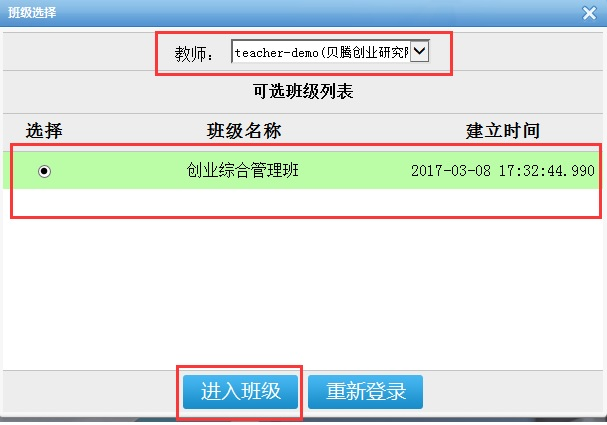 班级选择
教师： teacher-demo(贝腾创业研究
可选班级列表
选择 班级名称 建立时间
创业综合管理班 2017-03-08 17:32:44.990
进入班级 重新登录